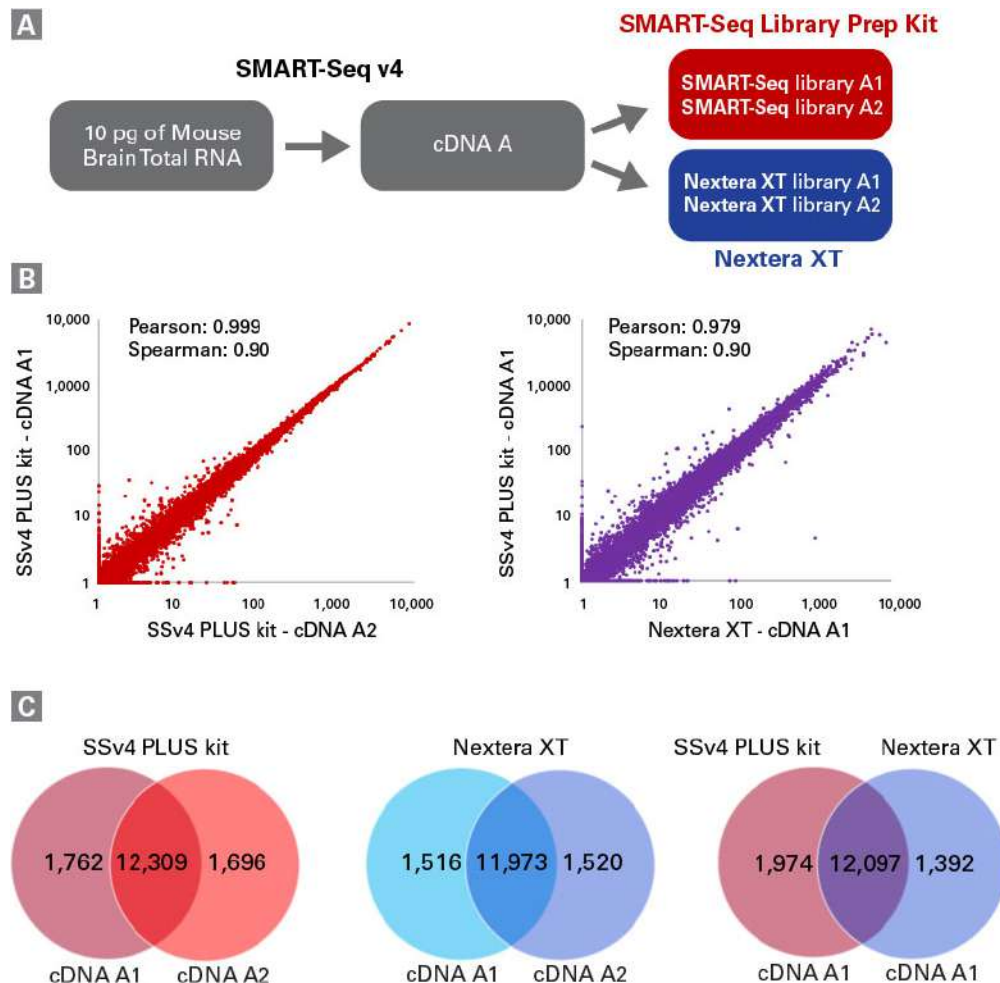 A
SMART-Seq Library Prep Kit
SMART-Seq v4
10 pg of Mouse
Brain Total RNA
cDNA A
SMART-Seq library A1
SMART-Seq library A2
Nextera XT library A1
Nextera XT library A2
Nextera XT
B
SSv4 PLUS kit - cDNA A1
10,000
1,0000
100
10
1
Pearson: 0.999
Spearman: 0.90
1 10 100 1,000 10,000
SSv4 PLUS kit - cDNA A2
SSv4 PLUS kit - cDNA A1
10,000
1,0000
100
10
1
Pearson: 0.979
Spearman: 0.90
1 10 100 1,000 10,000
Nextera XT - cDNA A1
C
SSv4 PLUS kit
1,762 12,309 1,696
cDNA A1 cDNA A2
Nextera XT
1,516 11,973 1,520
cDNA A1 cDNA A2
SSv4 PLUS kit Nextera XT
1,974 12,097 1,392
cDNA A1 cDNA A1